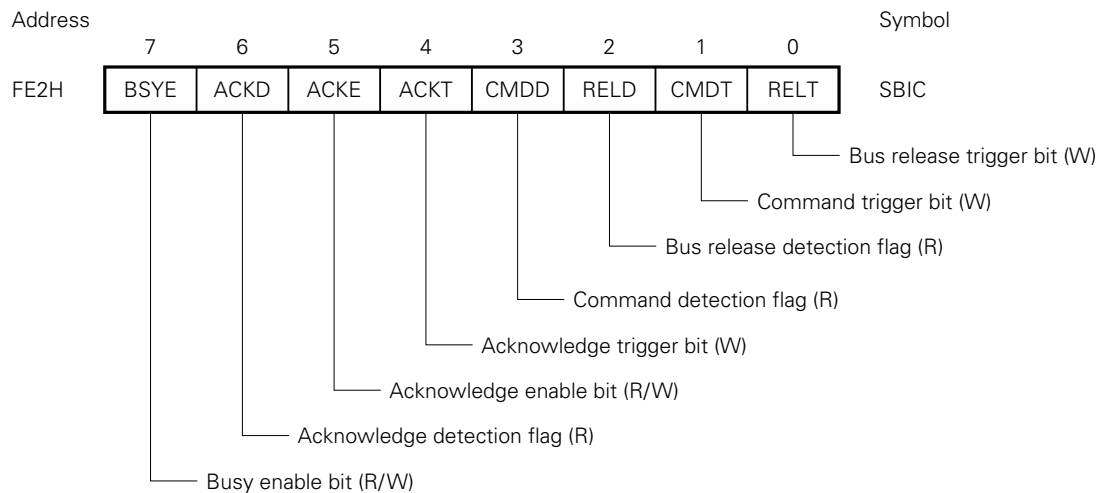 Address Symbol
7 6 5 4 3 2 1 0
FE2H BSYE ACKD ACKE ACKT CMDD RELD CMDT RELT SBIC
Bus release trigger bit (W)
Command trigger bit (W)
Bus release detection flag (R)
Command detection flag (R)
Acknowledge trigger bit (W)
Acknowledge enable bit (R/W)
Acknowledge detection flag (R)
Busy enable bit (R/W)